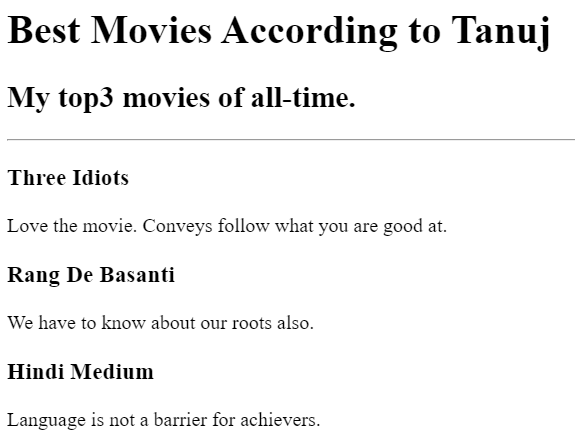 Best Movies According to Tanuj
My top3 movies of all-time.
Three Idiots
Love the movie. Conveys follow what you are good at.
Rang De Basanti
We have to know about our roots also.
Hindi Medium
Language is not a barrier for achievers.